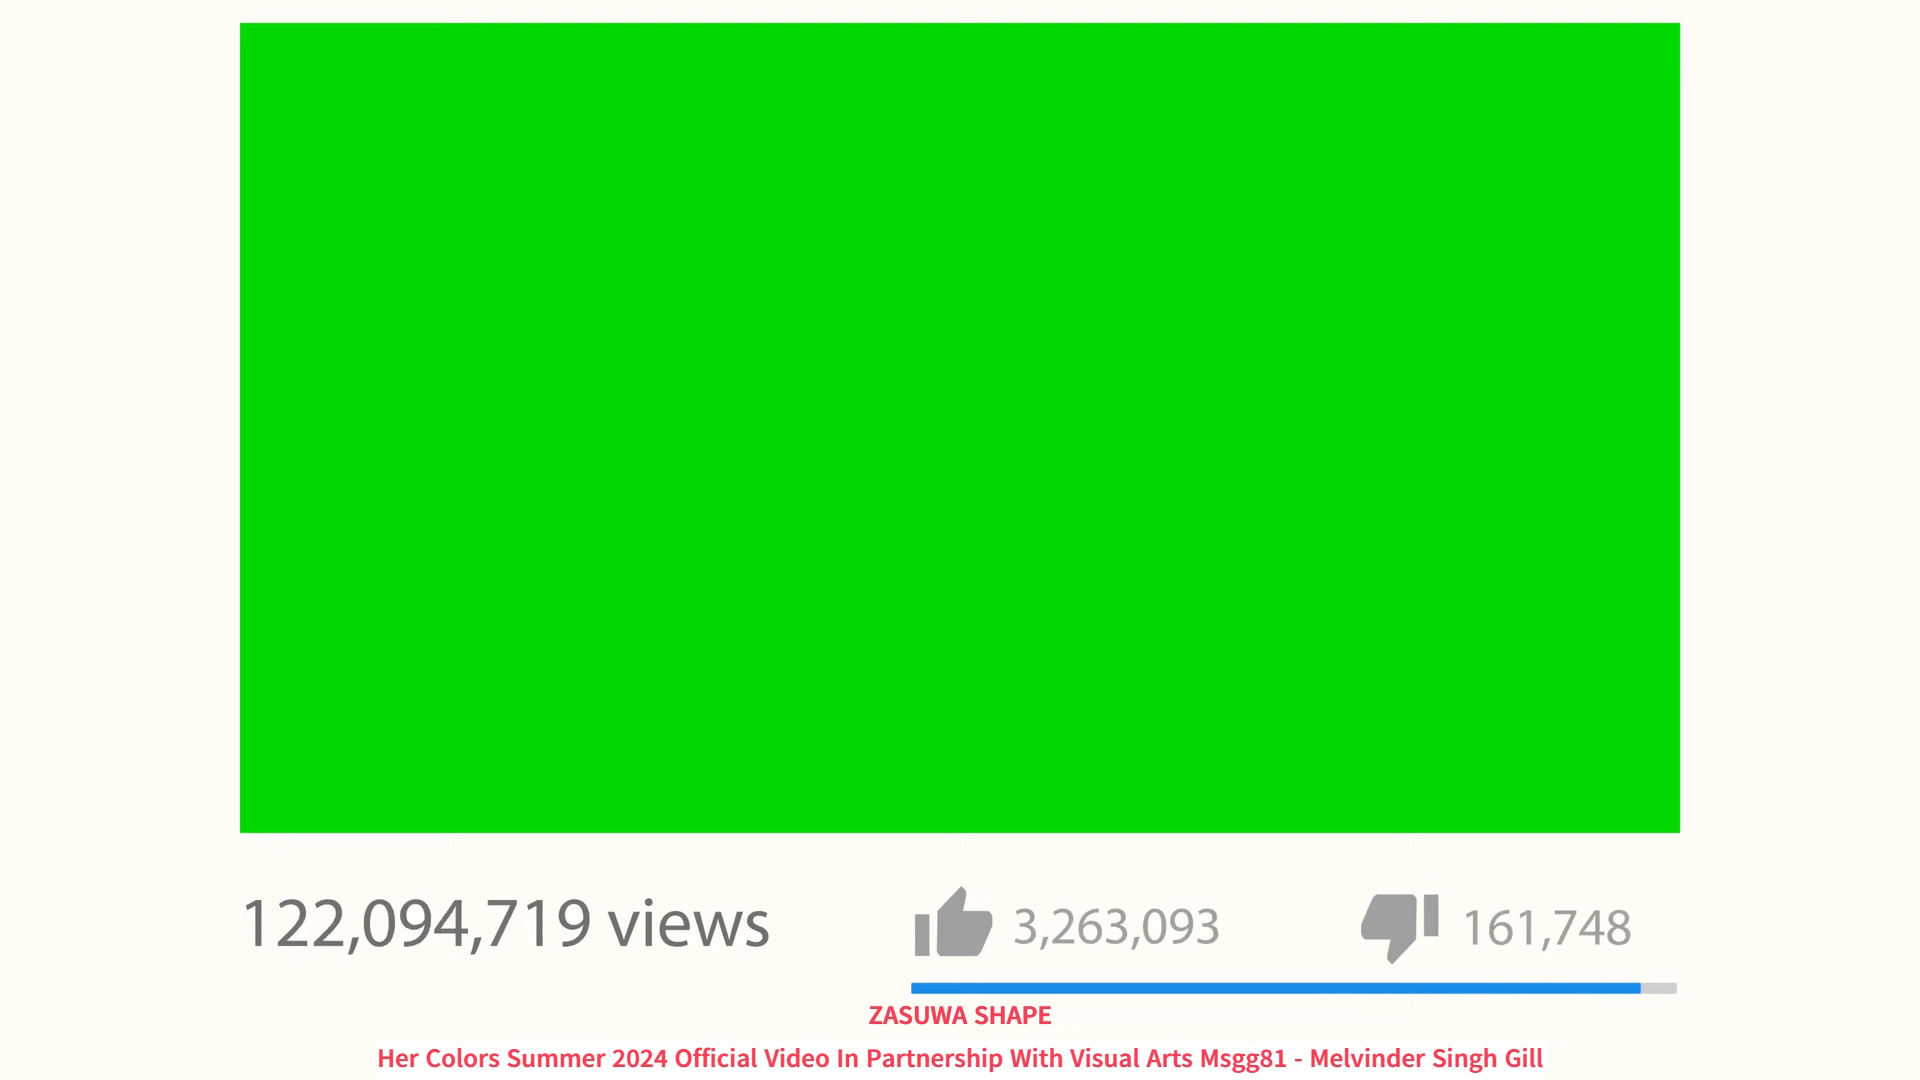 122,094,719 views
3,263,093
161,748
ZASUWA SHAPE
Her Colors Summer 2024 Official Video In Partnership With Visual Arts Msgg81 - Melvinder Singh Gill